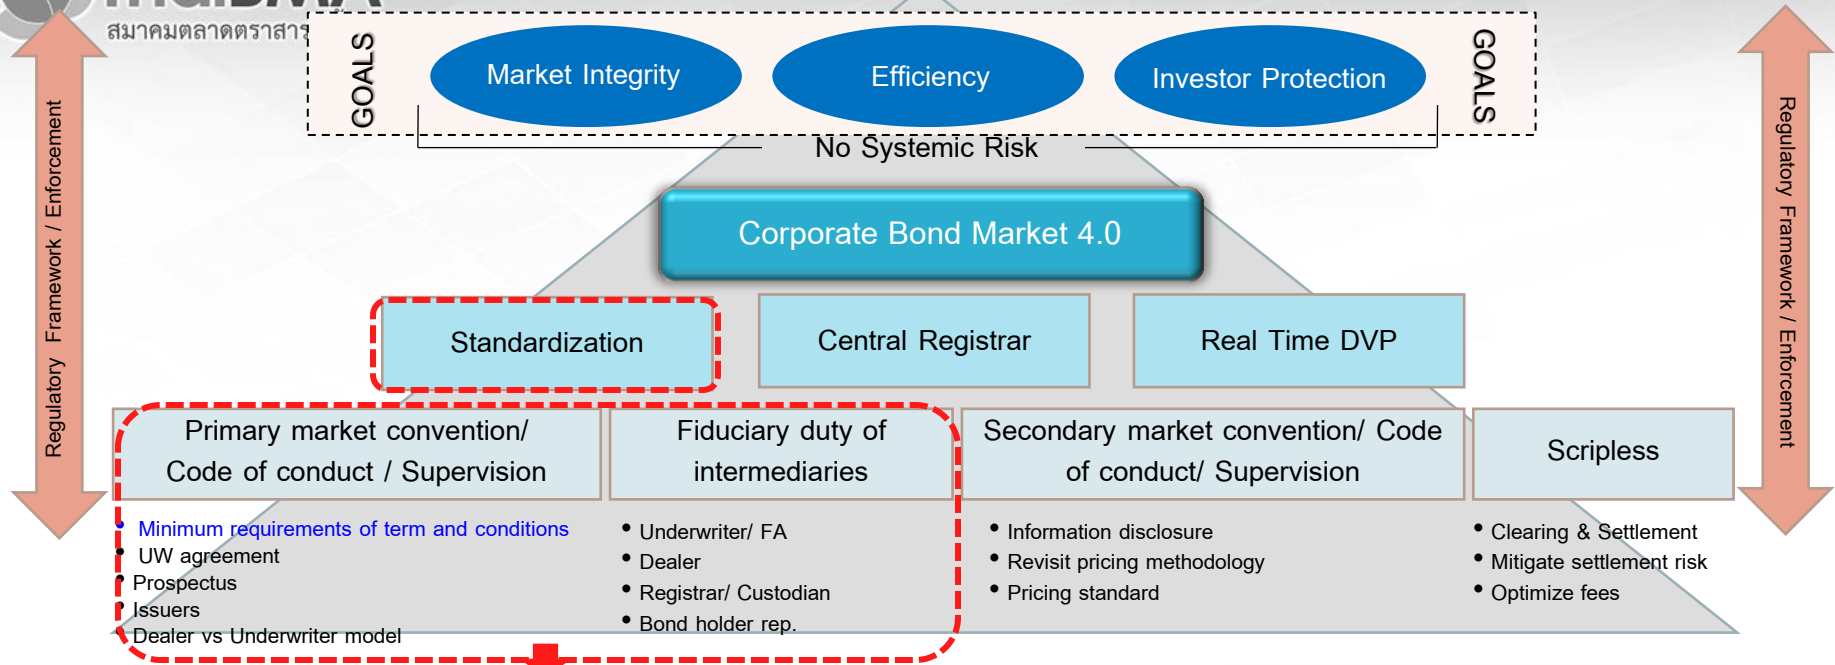 ThaiBMA
สมาคมตลาดตราสาร
GOALS
Market Integrity
Efficiency
Investor Protection
GOALS
No Systemic Risk
Regulatory Framework / Enforcement
Regulatory Framework / Enforcement
Corporate Bond Market 4.0
Standardization
Central Registrar
Real Time DVP
Primary market convention/
Code of conduct / Supervision
Fiduciary duty of
intermediaries
Secondary market convention/ Code
of conduct/ Supervision
Scripless
• Minimum requirements of term and conditions
• UW agreement
• Prospectus
• Issuers
• Dealer vs Underwriter model
• Underwriter/ FA
• Dealer
• Registrar/ Custodian
• Bond holder rep.
• Information disclosure
• Revisit pricing methodology
• Pricing standard
• Clearing & Settlement
• Mitigate settlement risk
• Optimize fees